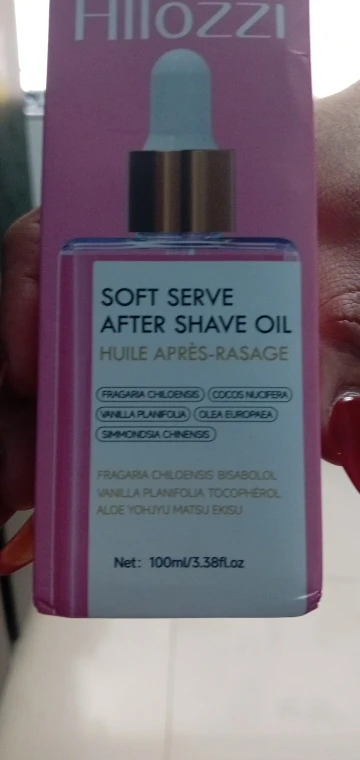 Hllozzi
SOFT SERVE
AFTER SHAVE OIL
HUILE APRÈS-RASAGE
FRAGARIA CHILOENSIS COCOS NUCIFERA
VANILLA PLANIFOLIA OLEA EUROPAEA
SIMMONDSIA CHINENSIS
FRAGARIA CHILOENSIS BISABOLOL
VANILLA PLANIFOLIA TOCOPHÉROL
ALOE YOHJYU MATSU EKISU
Net: 100ml/3.38fl.oz